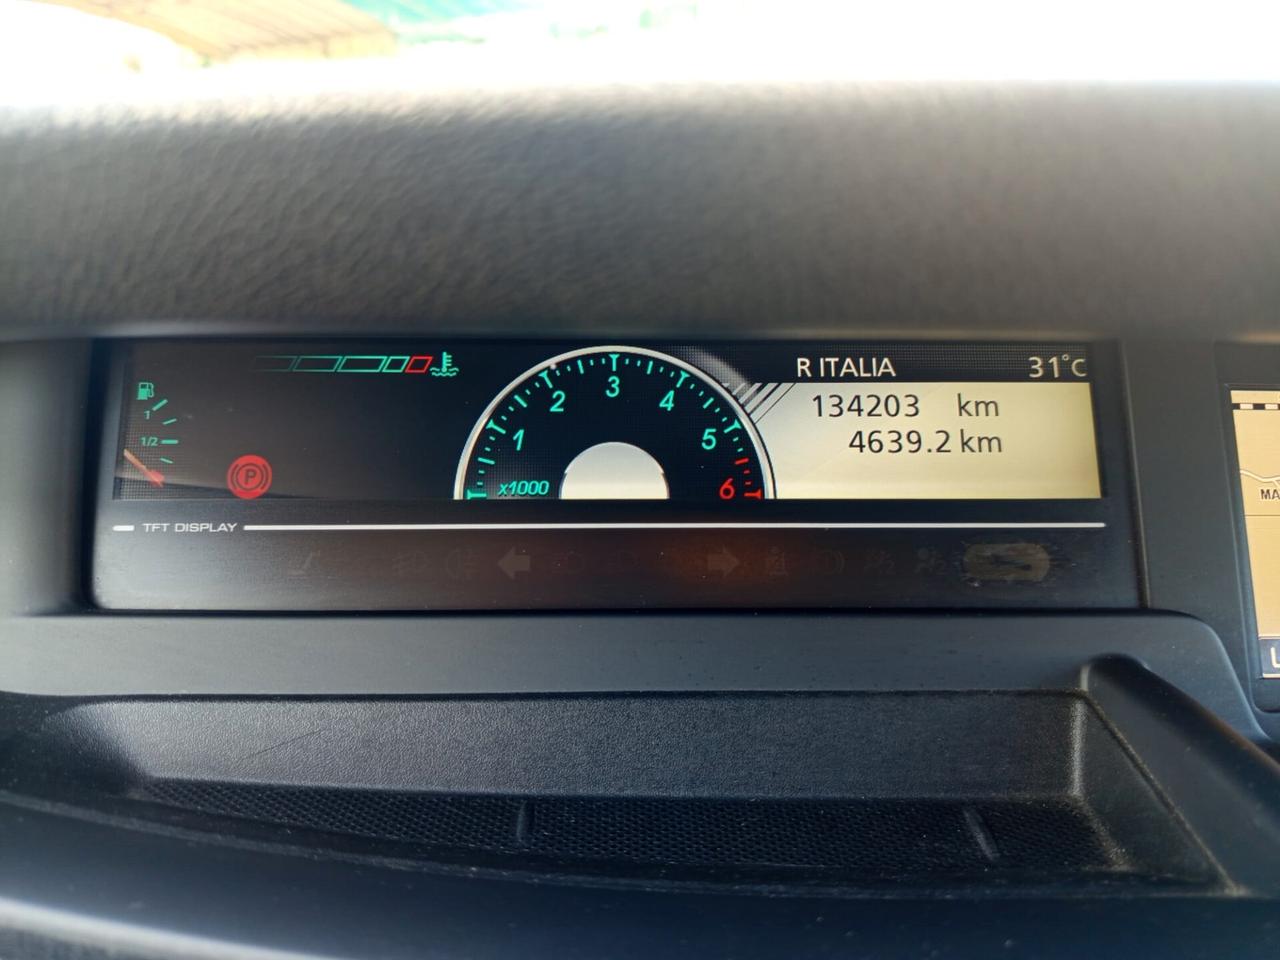 R ITALIA 31°C
134203 km
4639.2 km
1
1/2
1 2 3 4 5 6
x1000
P
TFT DISPLAY
MA
L